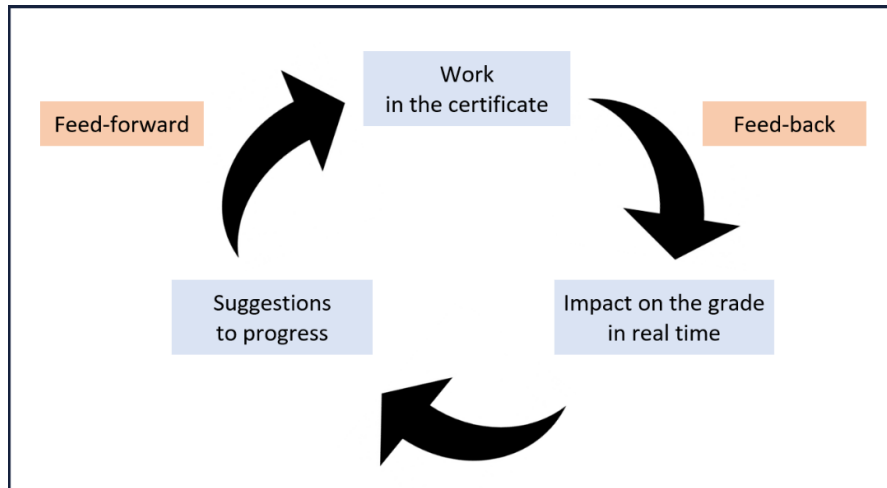 Work
in the certificate
Feed-forward
Feed-back
Suggestions
to progress
Impact on the grade
in real time